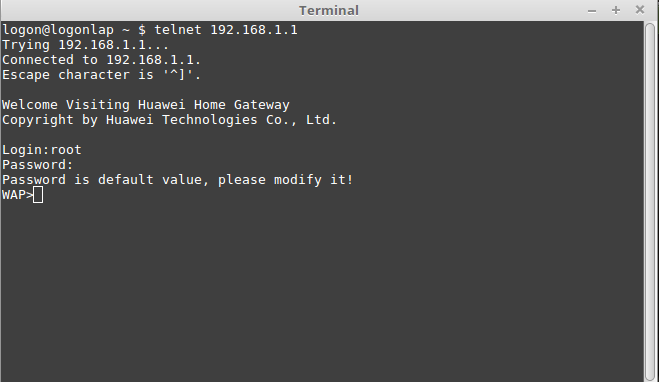 Terminal
logon@logonlap ~ $ telnet 192.168.1.1
Trying 192.168.1.1...
Connected to 192.168.1.1.
Escape character is '^]'.
Welcome Visiting Huawei Home Gateway
Copyright by Huawei Technologies Co., Ltd.
Login:root
Password:
Password is default value, please modify it!
WAP>